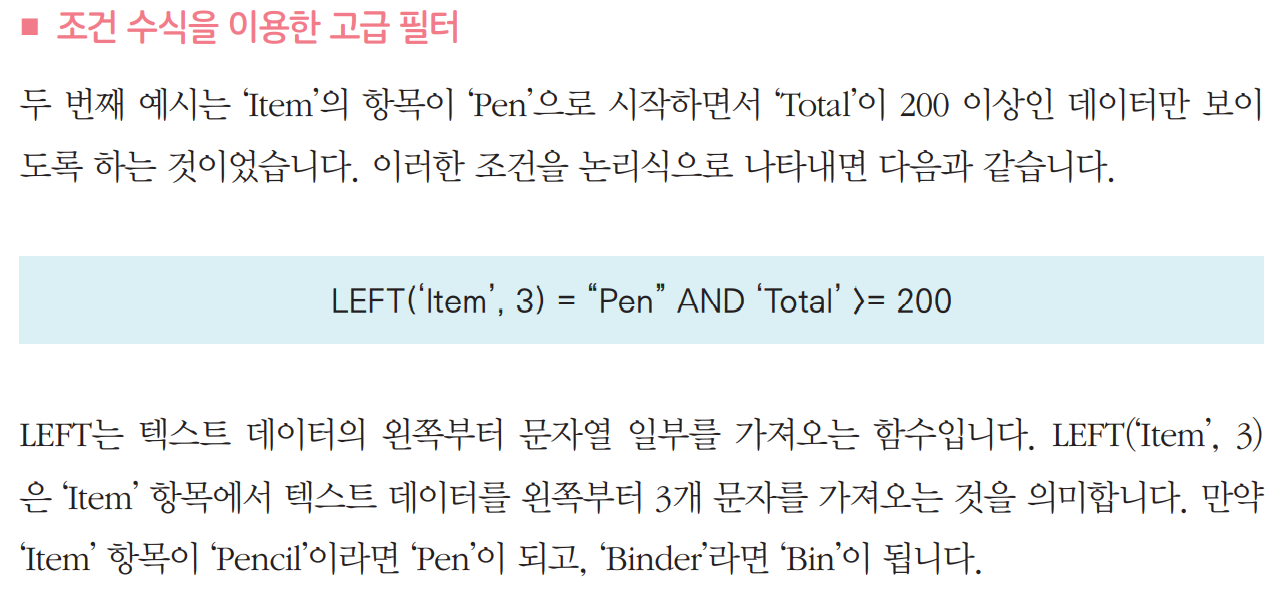 ■ 조건 수식을 이용한 고급 필터
두 번째 예시는 ‘Item’의 항목이 ‘Pen’으로 시작하면서 ‘Total’이 200 이상인 데이터만 보이
도록 하는 것이었습니다. 이러한 조건을 논리식으로 나타내면 다음과 같습니다.
LEFT(‘Item’, 3) = “Pen” AND ‘Total’ >= 200
LEFT는 텍스트 데이터의 왼쪽부터 문자열 일부를 가져오는 함수입니다. LEFT(‘Item’, 3)
은 ‘Item’ 항목에서 텍스트 데이터를 왼쪽부터 3개 문자를 가져오는 것을 의미합니다. 만약
‘Item’ 항목이 ‘Pencil’이라면 ‘Pen’이 되고, ‘Binder’라면 ‘Bin’이 됩니다.